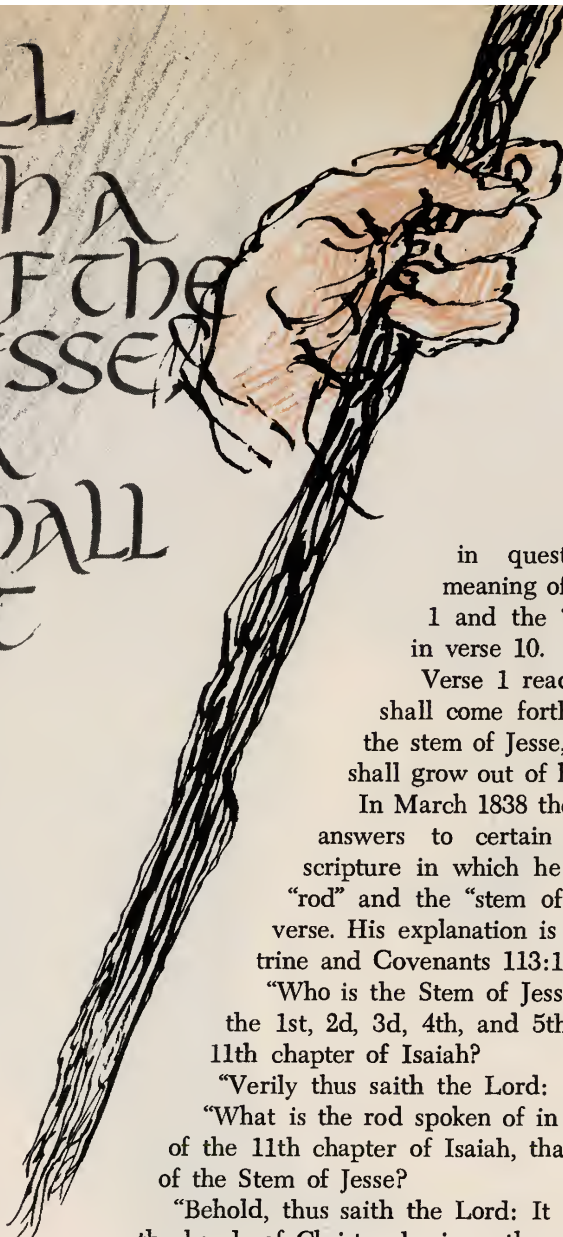 LL
h A
F The
SSE,
HALL
in quest
meaning of
1 and the "
in verse 10.
Verse 1 read
shall come forth
the stem of Jesse,
shall grow out of h
In March 1838 the
answers to certain
scripture in which he
"rod" and the "stem of
verse. His explanation is
trine and Covenants 113:1
"Who is the Stem of Jess
the 1st, 2d, 3d, 4th, and 5th
11th chapter of Isaiah?
"Verily thus saith the Lord:
"What is the rod spoken of in
of the 11th chapter of Isaiah, tha
of the Stem of Jesse?
"Behold, thus saith the Lord: It